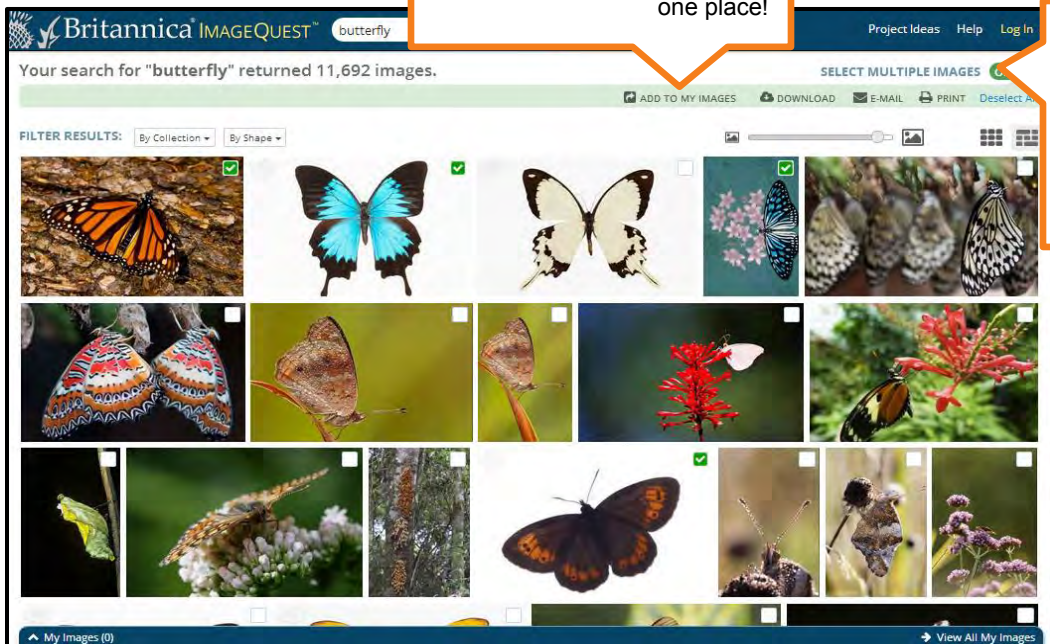 one place!
Britannica® IMAGEQUEST™
butterfly
Project Ideas Help Log In
Your search for "butterfly" returned 11,692 images.
SELECT MULTIPLE IMAGES
ADD TO MY IMAGES DOWNLOAD E-MAIL PRINT Deselect
FILTER RESULTS: By Collection By Shape
My Images (0)
View All My Images